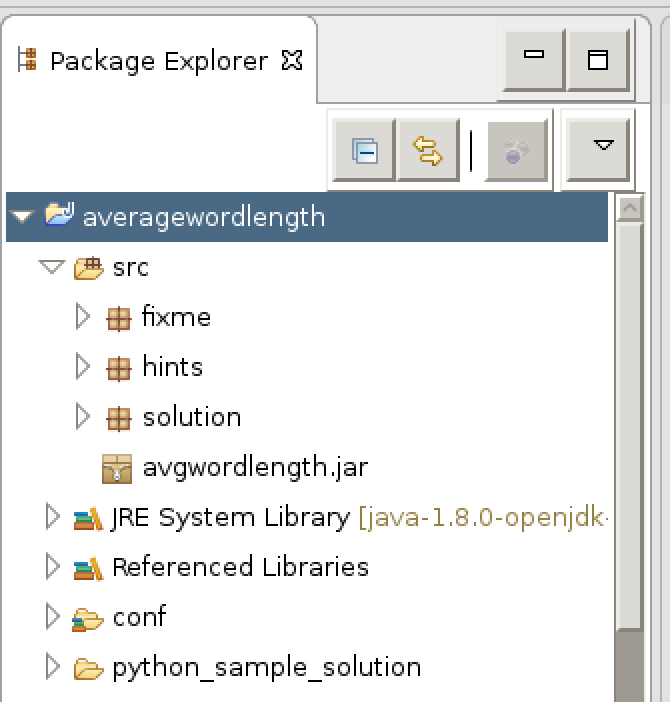 Package Explorer
averagewordlength
src
fixme
hints
solution
avgwordlength.jar
JRE System Library [java-1.8.0-openjdk-
Referenced Libraries
conf
python_sample_solution